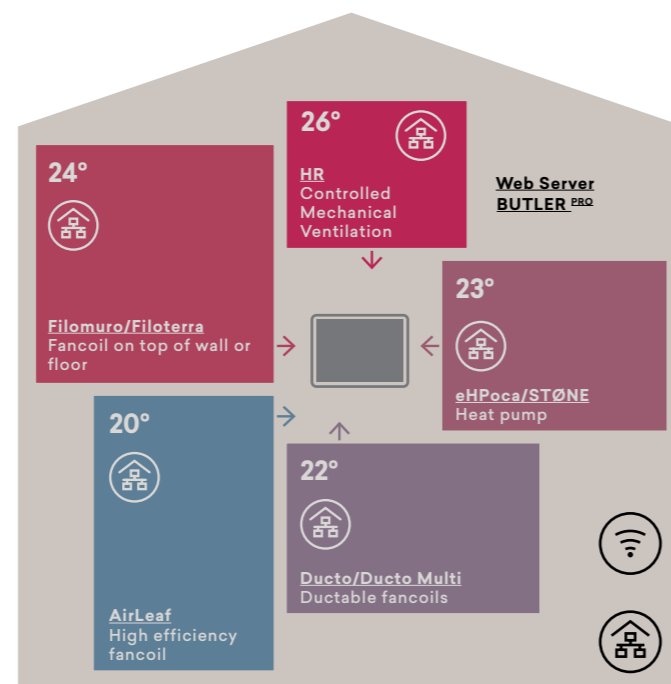 26°
HR
Controlled
Mechanical
Ventilation
24°
Filomuro/Filoterra
Fancoil on top of wall or
floor
Web Server
BUTLER PRO
23°
eHPoca/STØNE
Heat pump
20°
AirLeaf
High efficiency
fancoil
22°
Ducto/Ducto Multi
Ductable fancoils